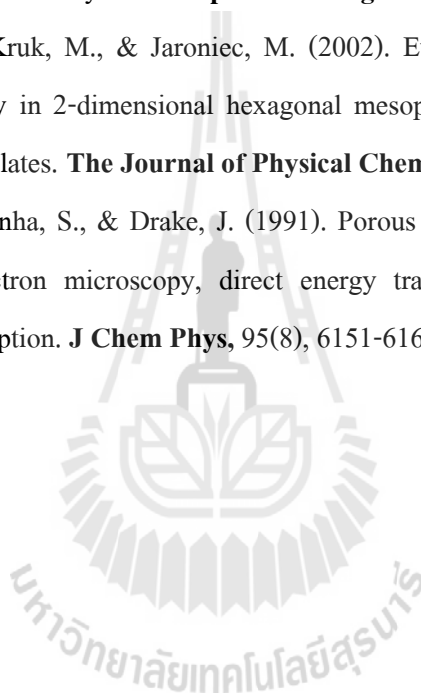 Kruk, M., & Jaroniec, M. (2002). E
y in 2-dimensional hexagonal mesop
lates. The Journal of Physical Chem
nha, S., & Drake, J. (1991). Porous
ctron microscopy, direct energy tra
ption. J Chem Phys, 95(8), 6151-616
มหาวิทยาลัยเทคโนโลยีสุรนารี